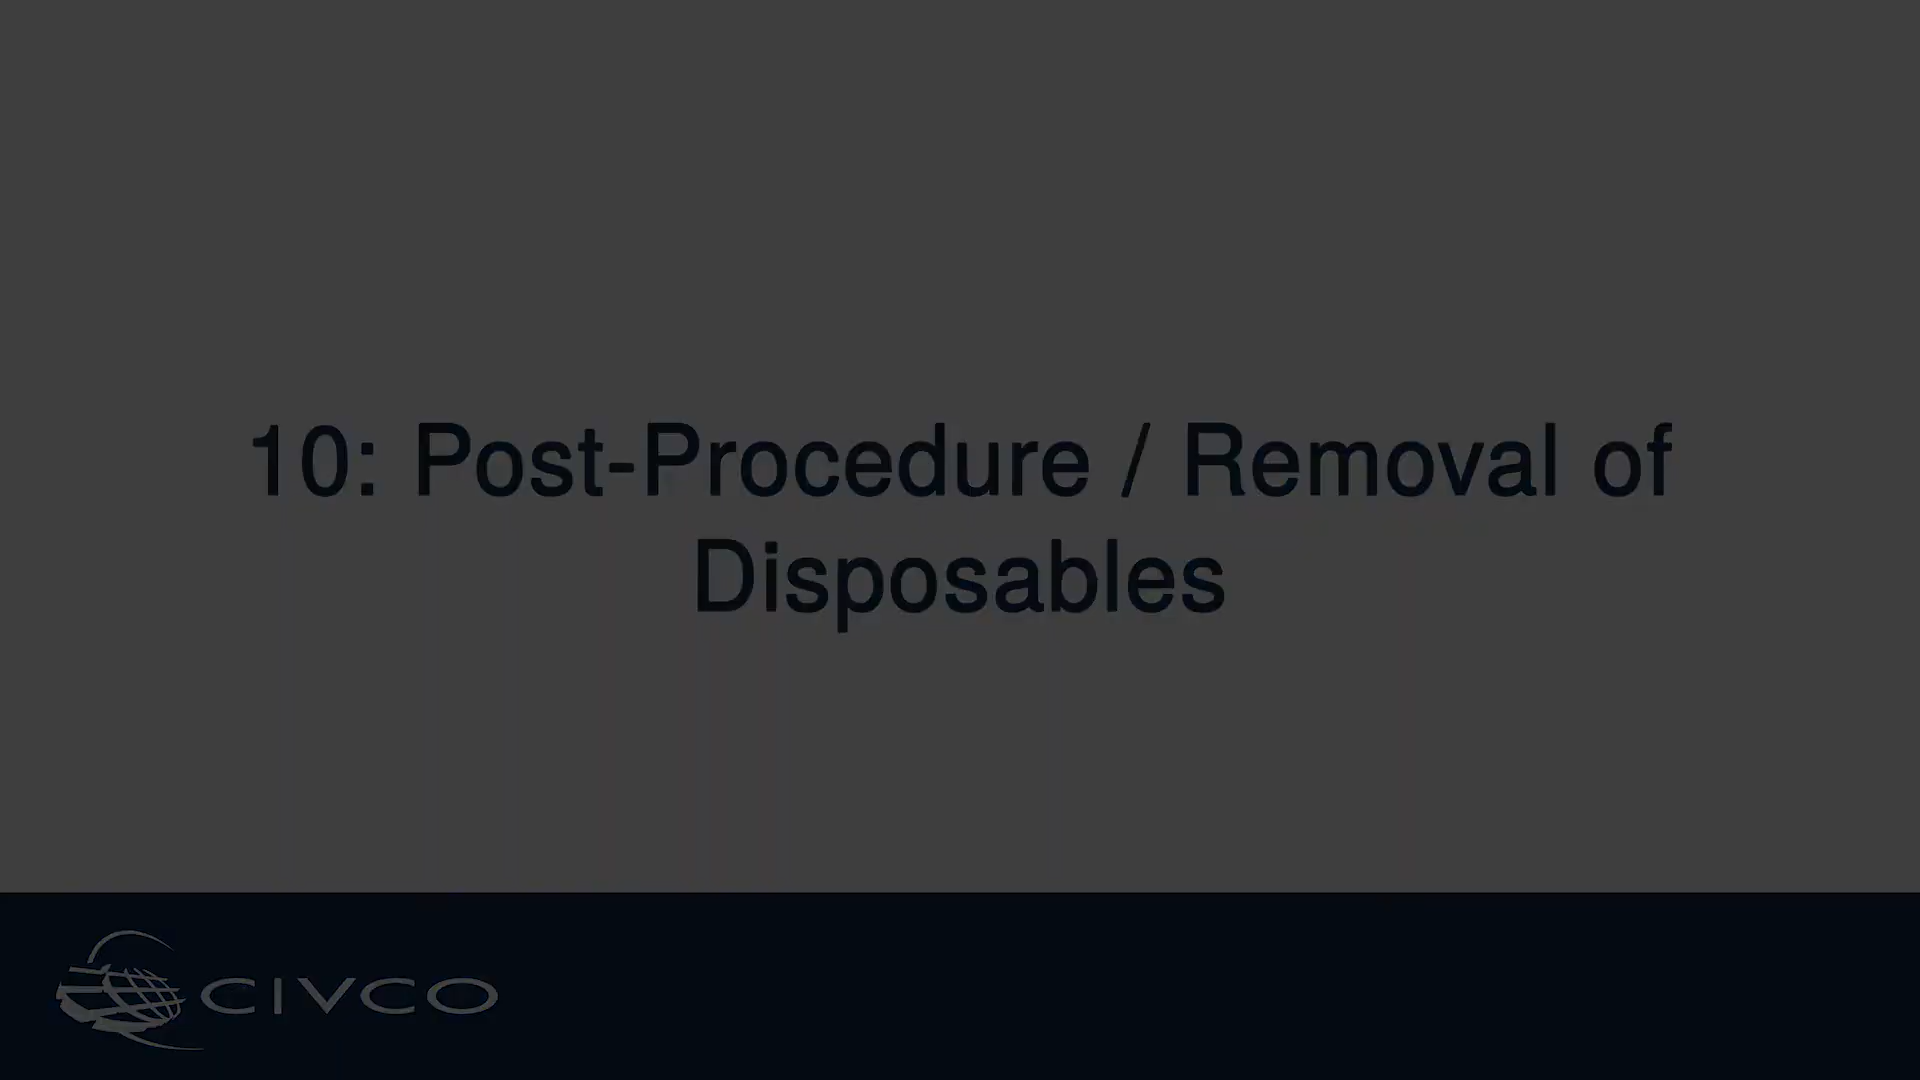 10: Post-Procedure / Removal of
Disposables
CIVCO